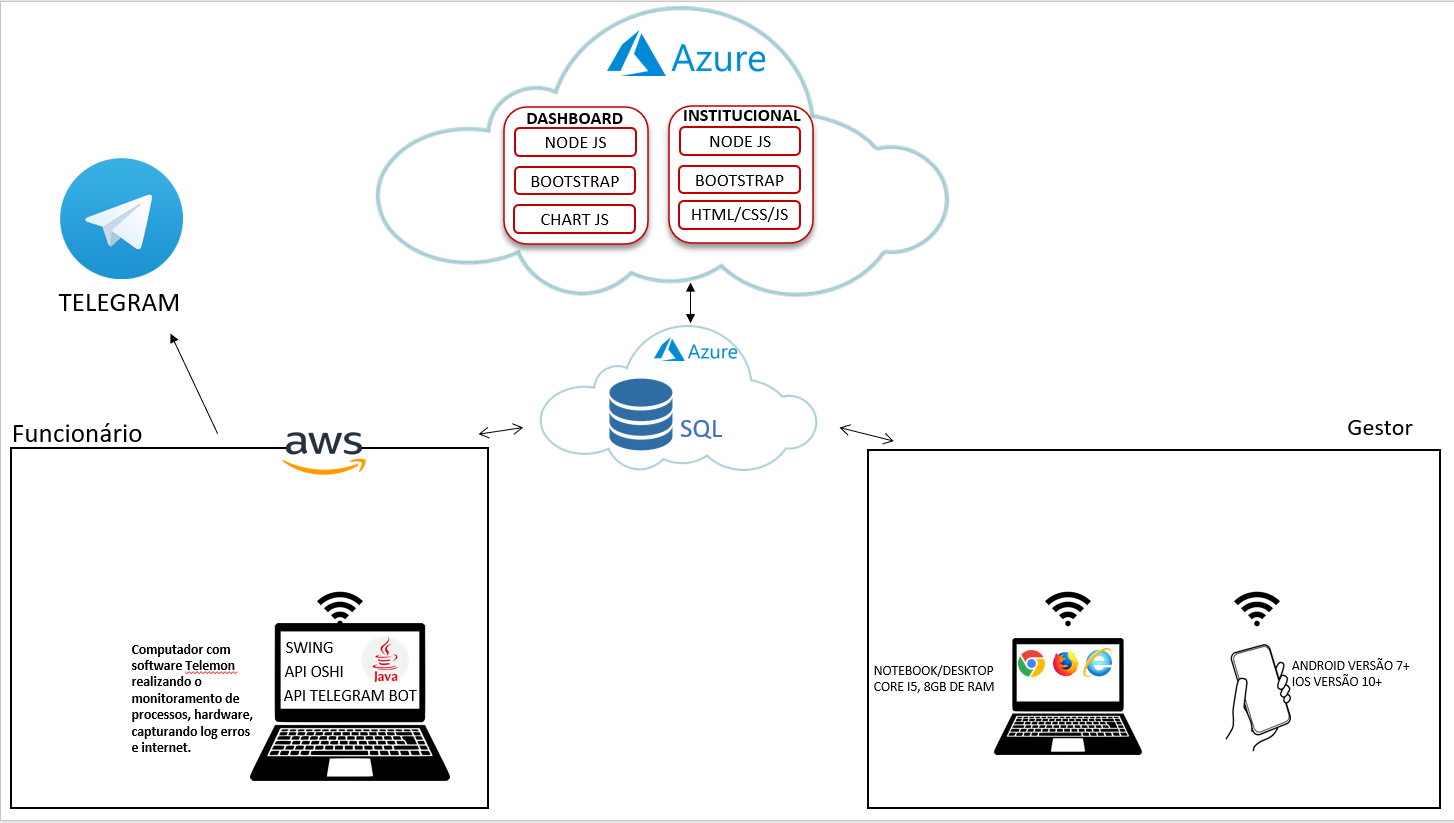 Azure
DASHBOARD
NODE JS
BOOTSTRAP
CHART JS
INSTITUCIONAL
NODE JS
BOOTSTRAP
HTML/CSS/JS
TELEGRAM
Azure
SQL
Funcionário
aws
Computador com
software Telemon
realizando o
monitoramento de
processos, hardware,
capturando log erros
e internet.
SWING
API OSHI
API TELEGRAM BOT
Java
Gestor
NOTEBOOK/DESKTOP
CORE I5, 8GB DE RAM
ANDROID VERSÃO 7+
IOS VERSÃO 10+